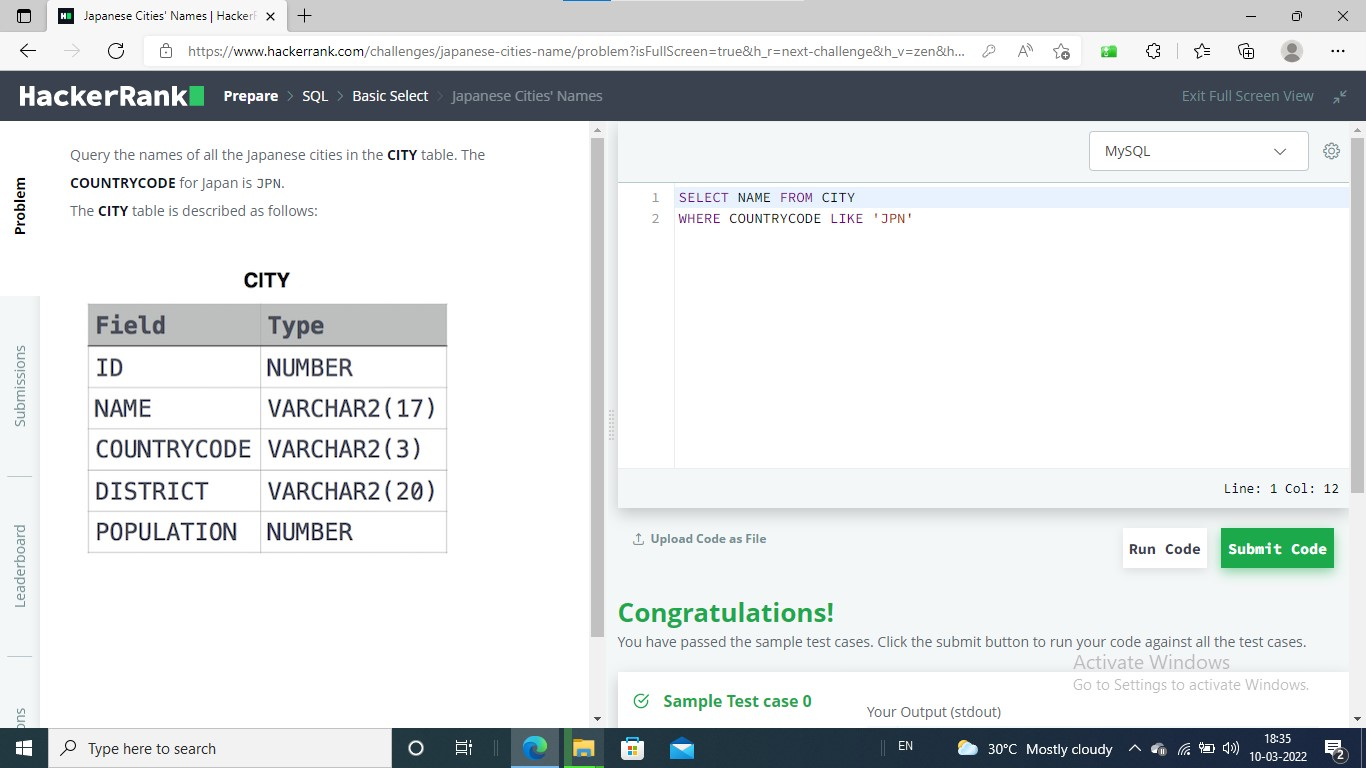 Japanese Cities' Names | Hacker
https://www.hackerrank.com/challenges/japanese-cities-name/problem?isFullScreen=true&h_r=next-challenge&h_v=zen&h...
HackerRank
Prepare > SQL > Basic Select > Japanese Cities' Names
Exit Full Screen View
Problem
Submissions
Leaderboard
Query the names of all the Japanese cities in the CITY table. The
COUNTRYCODE for Japan is JPN.
The CITY table is described as follows:
CITY
Field Type
ID NUMBER
NAME VARCHAR2(17)
COUNTRYCODE VARCHAR2(3)
DISTRICT VARCHAR2(20)
POPULATION NUMBER
MySQL
1 SELECT NAME FROM CITY
2 WHERE COUNTRYCODE LIKE 'JPN'
Line: 1 Col: 12
Upload Code as File
Run Code
Submit Code
Congratulations!
You have passed the sample test cases. Click the submit button to run your code against all the test cases.
Activate Windows
Go to Settings to activate Windows.
Sample Test case 0
Your Output (stdout)
Type here to search
EN
30°C Mostly cloudy
18:35
10-03-2022
2